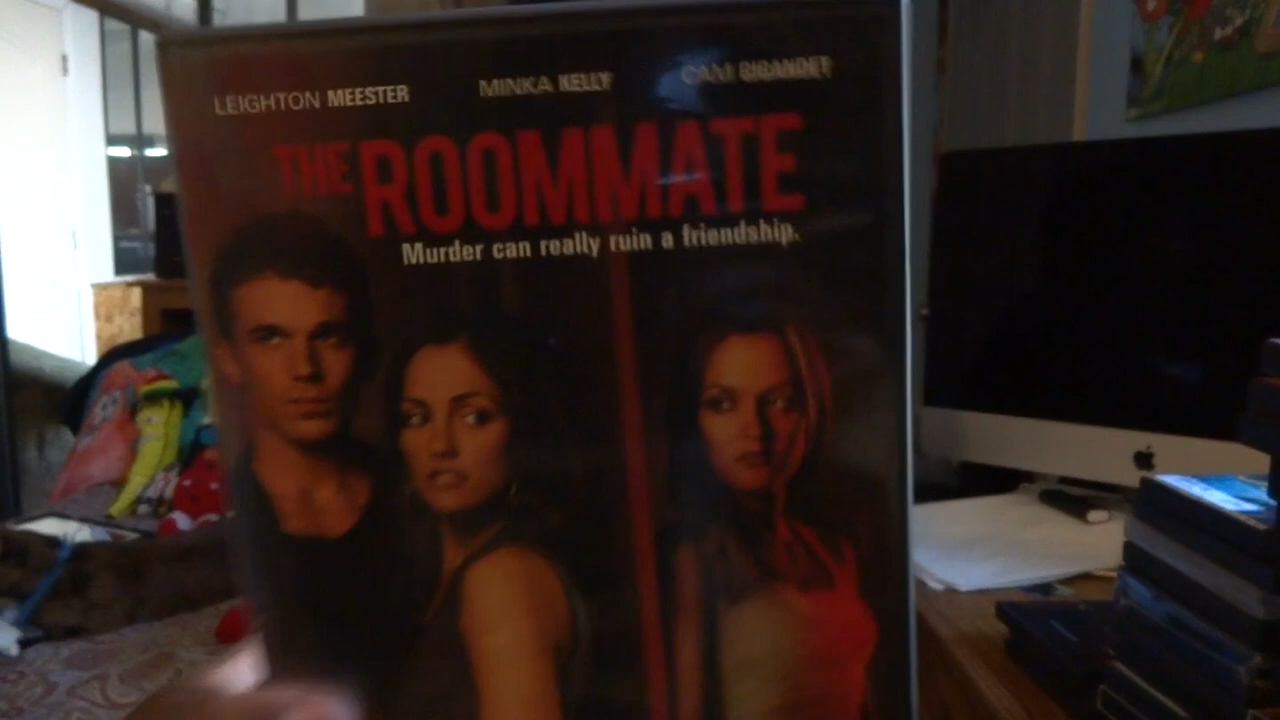 LEIGHTON MEESTER MINKA KELLY CAM GIGANDET
THE ROOMMATE
Murder can really ruin a friendship.